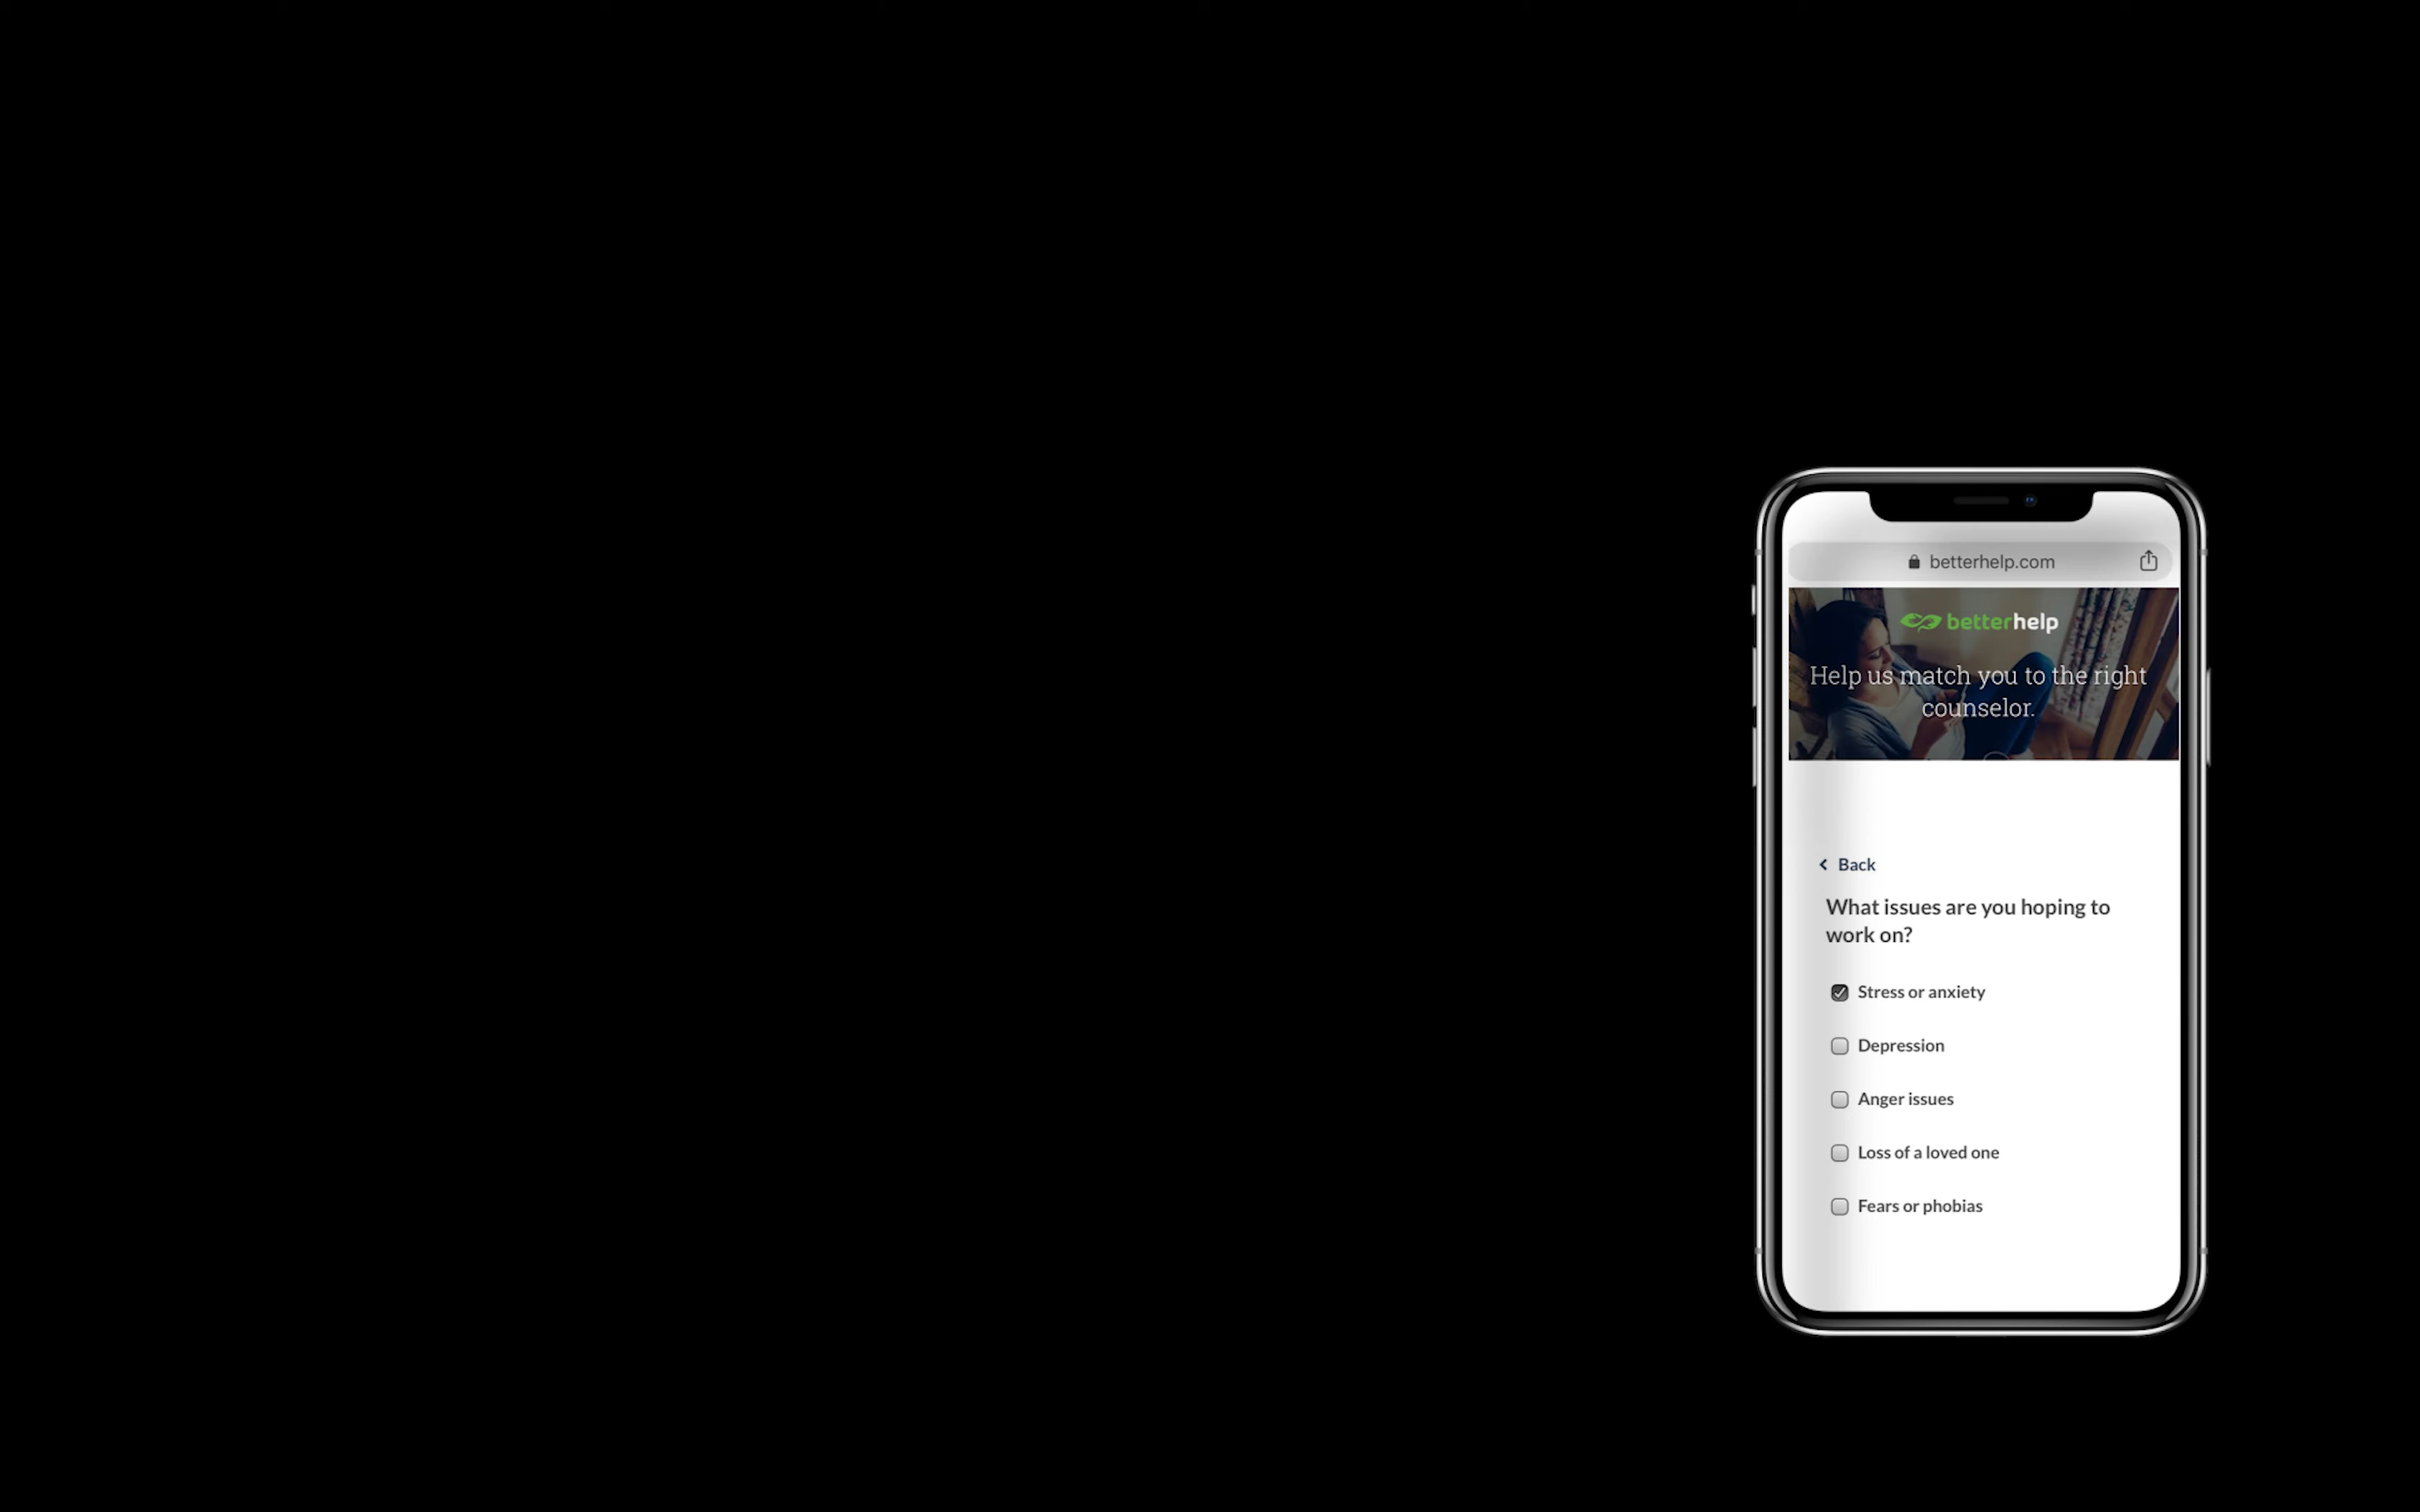 betterhelp.com
betterhelp
Help us match you to the right
counselor.
Back
What issues are you hoping to
work on?
Stress or anxiety
Depression
Anger issues
Loss of a loved one
Fears or phobias